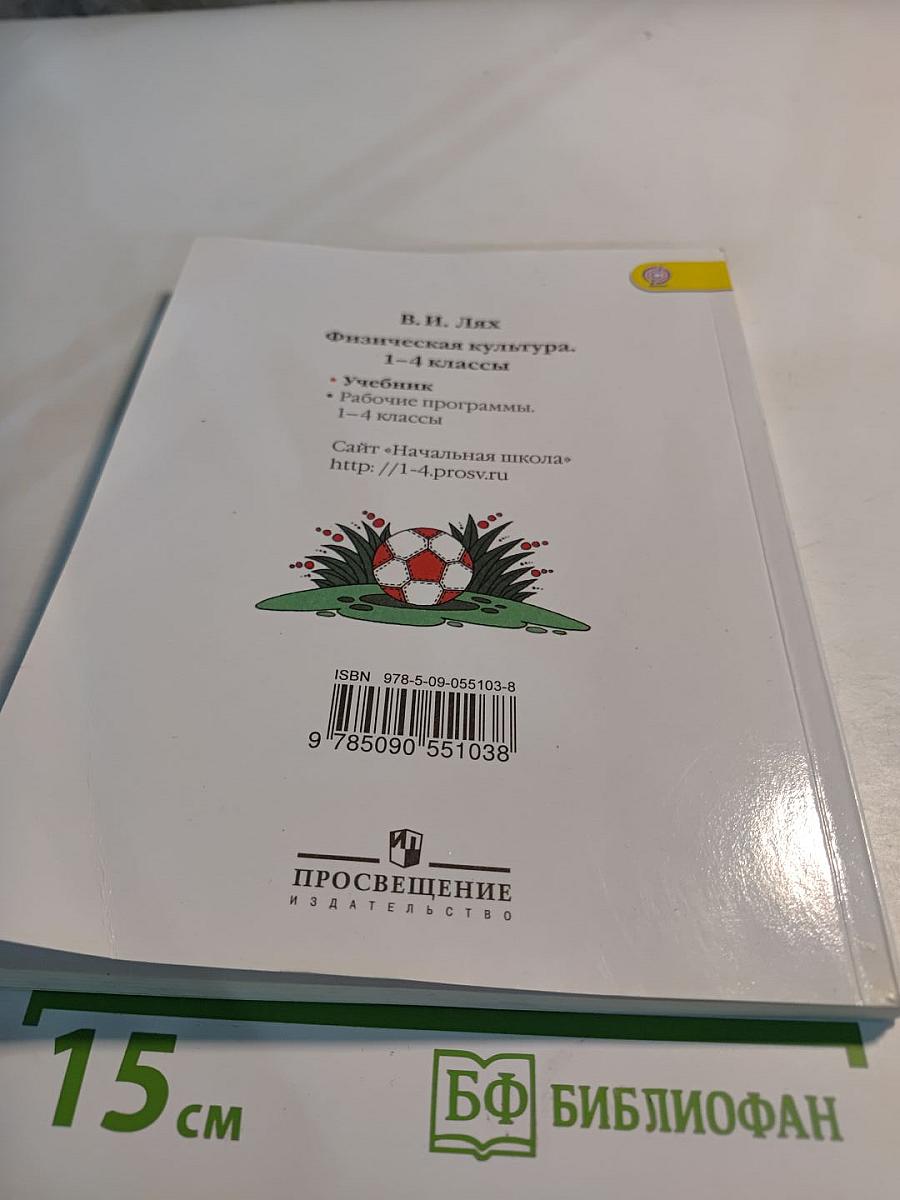 В. И. Лях
Физическая культура.
1–4 классы
• Учебник
• Рабочие программы.
1–4 классы
Сайт «Начальная школа»
http: //1-4.prosv.ru
ISBN 978-5-09-055103-8
9 785090 551038
ПРОСВЕЩЕНИЕ
ИЗДАТЕЛЬСТВО
15 см
БФ БИБЛИОФАН